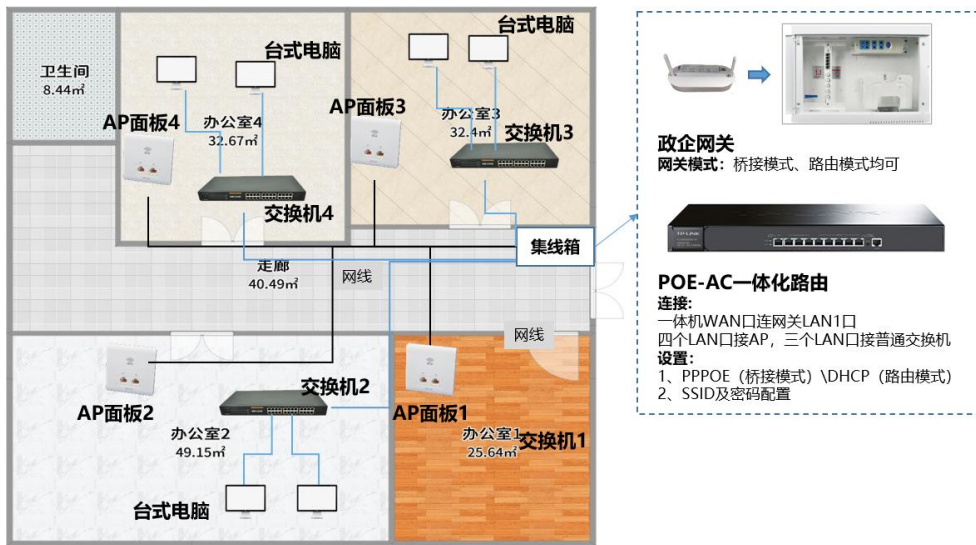 卫生间
8.44㎡
台式电脑
AP面板4
办公室4
32.67㎡
交换机4
台式电脑
AP面板3
办公室3
32.4㎡
交换机3
集线箱
走廊
40.49㎡
网线
网线
AP面板2
交换机2
办公室2
49.15㎡
台式电脑
AP面板1
办公室1
25.64㎡
交换机1
政企网关
网关模式：桥接模式、路由模式均可
TP-LINK
POE-AC一体化路由
连接:
一体机WAN口连网关LAN1口
四个LAN口接AP，三个LAN口接普通交换机
设置：
1、PPPOE（桥接模式）\DHCP（路由模式）
2、SSID及密码配置